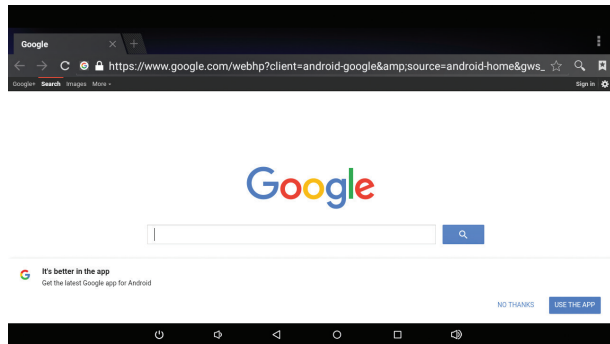 Google
https://www.google.com/webhp?client=android-google&amp;source=android-home&gws_
Google+ Search Images More
Sign in
Google
It's better in the app
Get the latest Google app for Android
NO THANKS
USE THE APP